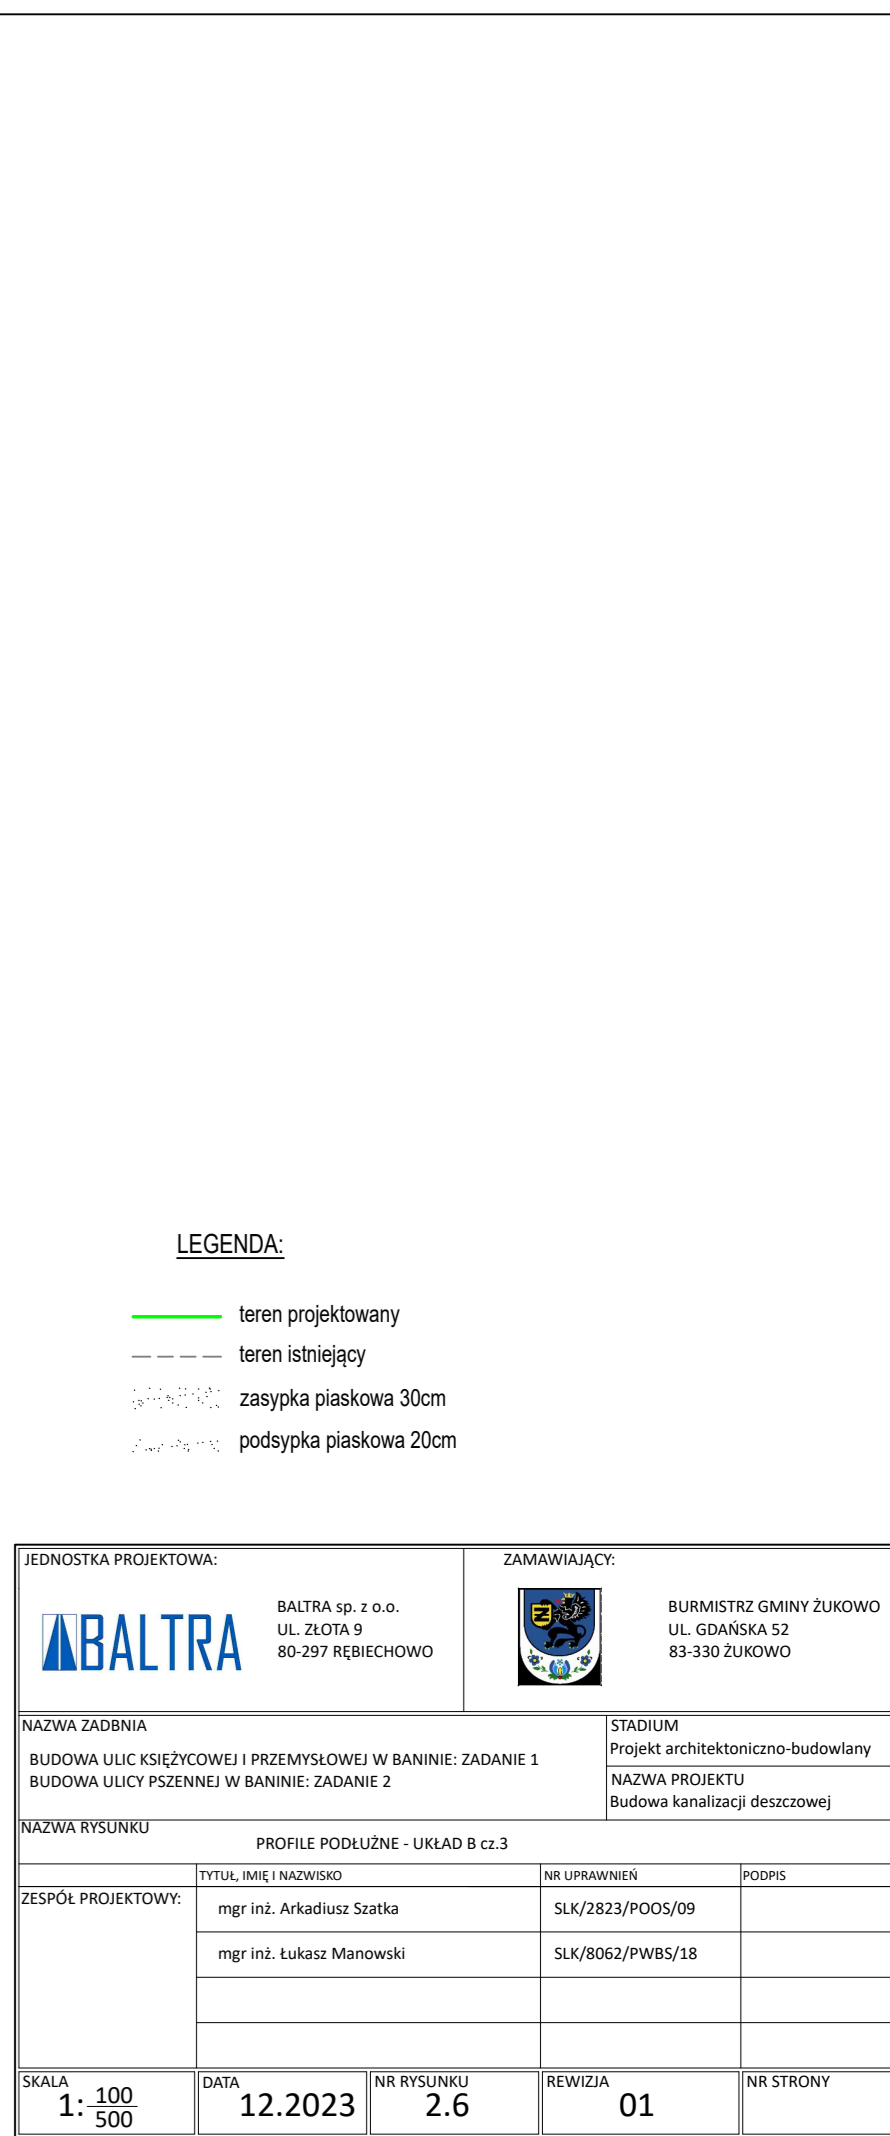 LEGENDA:
teren projektowany
teren istniejący
zasypka piaskowa 30cm
podsypka piaskowa 20cm
JEDNOSTKA PROJEKTOWA:
BALTRA
BALTRA sp. z o.o.
UL. ZŁOTA 9
80-297 RĘBIECHOWO
ZAMAWIAJĄCY:
BURMISTRZ GMINY ŻUKOWO
UL. GDAŃSKA 52
83-330 ŻUKOWO
NAZWA ZADBNIA
BUDOWA ULIC KSIĘŻYCOWEJ I PRZEMYSŁOWEJ W BANINIE: ZADANIE 1
BUDOWA ULICY PSZENNEJ W BANINIE: ZADANIE 2
STADIUM
Projekt architektoniczno-budowlany
NAZWA PROJEKTU
Budowa kanalizacji deszczowej
NAZWA RYSUNKU
PROFILE PODŁUŻNE - UKŁAD B cz.3
TYTUŁ, IMIĘ I NAZWISKO NR UPRAWNIEŃ PODPIS
ZESPÓŁ PROJEKTOWY:
mgr inż. Arkadiusz Szatka SLK/2823/POOS/09
mgr inż. Łukasz Manowski SLK/8062/PWBS/18
SKALA
1: 100
500
DATA
12.2023
NR RYSUNKU
2.6
REWIZJA
01
NR STRONY